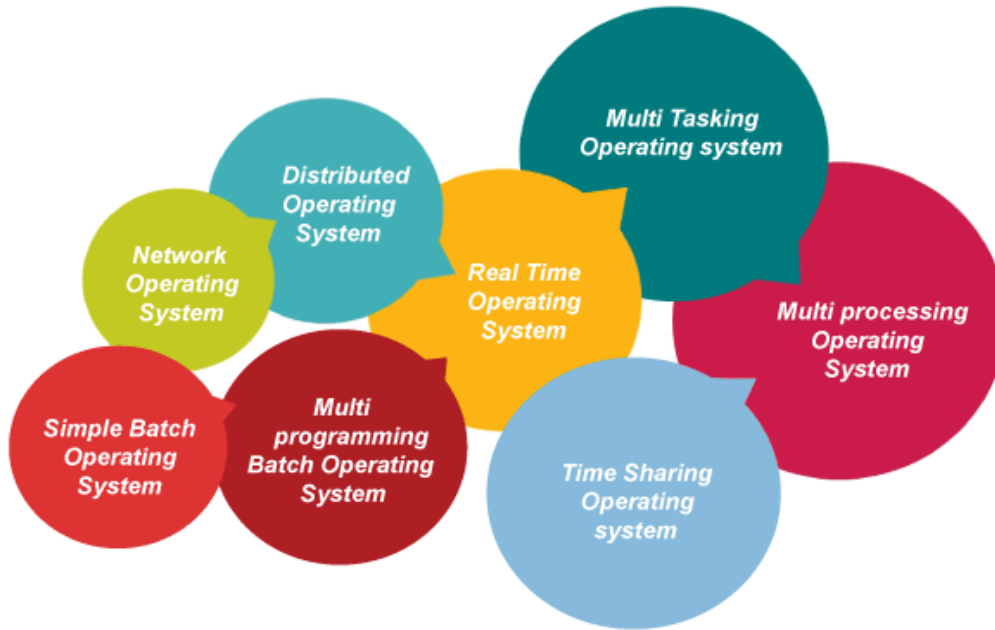 Multi Tasking
Operating system
Distributed
Operating
System
Network
Operating
System
Real Time
Operating
System
Multi processing
Operating
System
Simple Batch
Operating
System
Multi
programming
Batch Operating
System
Time Sharing
Operating
system